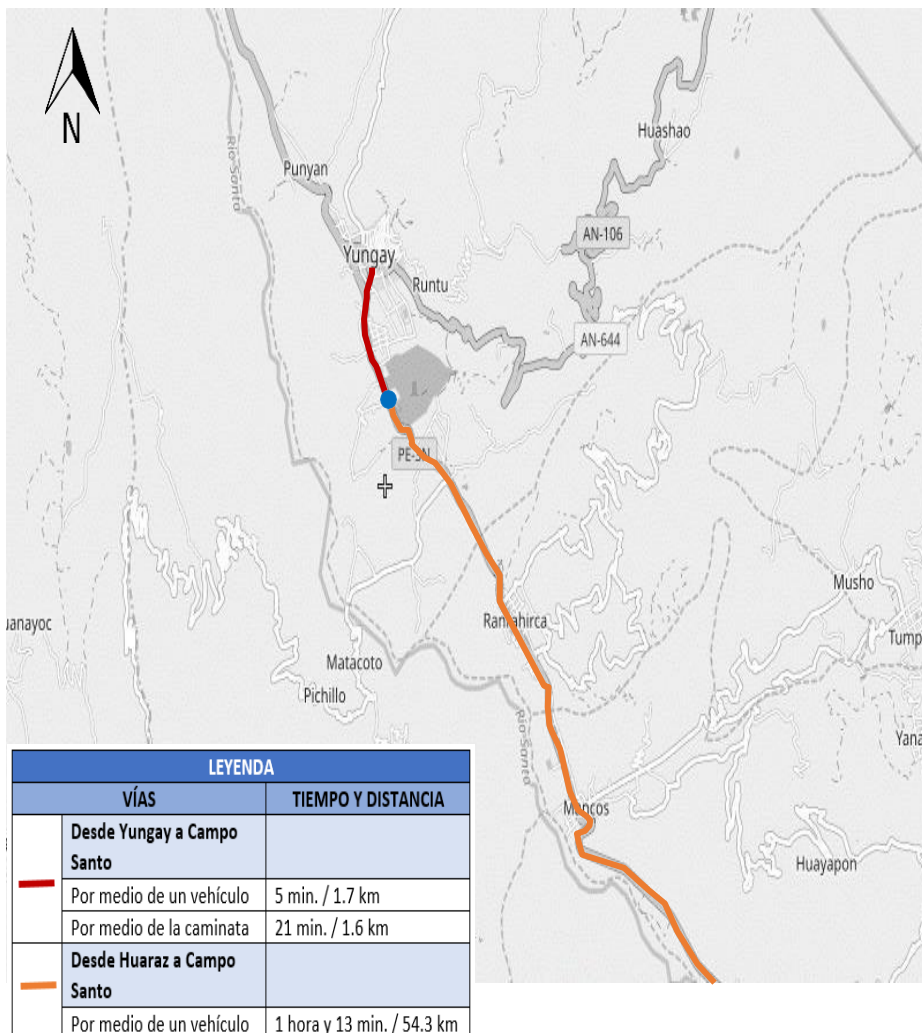 N
Huashao
Punyan
Río Santa
AN-106
Yungay
Runtu
AN-644
PE-3N
Musho
Ranrahirca
uanayoc
Tump
Matacoto
Pichillo
Yana
Río Santa
Mancos
Huayapon
LEYENDA
VÍAS TIEMPO Y DISTANCIA
Desde Yungay a Campo
Santo
Por medio de un vehículo 5 min. / 1.7 km
Por medio de la caminata 21 min. / 1.6 km
Desde Huaraz a Campo
Santo
Por medio de un vehículo 1 hora y 13 min. / 54.3 km